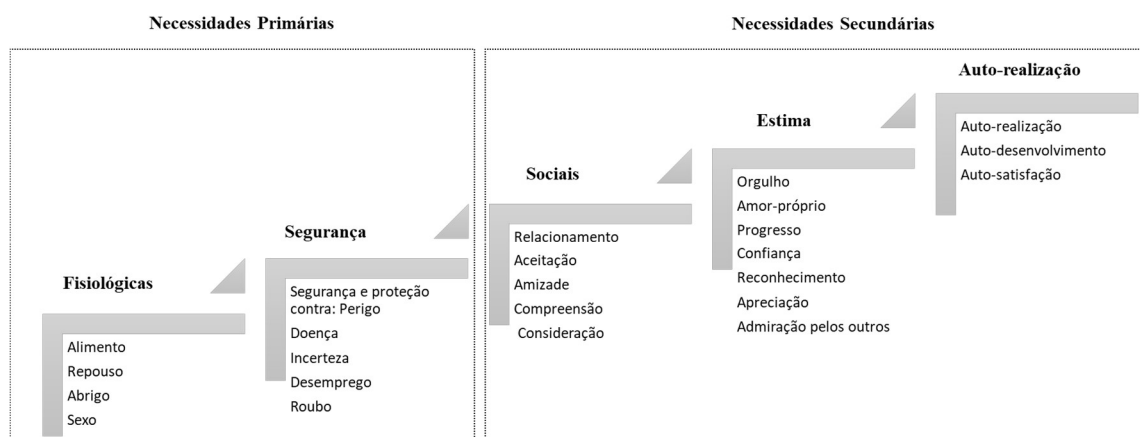 Necessidades Primárias
Necessidades Secundárias
Fisiológicas
Alimento
Repouso
Abrigo
Sexo
Segurança
Segurança e proteção
contra: Perigo
Doença
Incerteza
Desemprego
Roubo
Sociais
Relacionamento
Aceitação
Amizade
Compreensão
Consideração
Estima
Orgulho
Amor-próprio
Progresso
Confiança
Reconhecimento
Apreciação
Admiração pelos outros
Auto-realização
Auto-realização
Auto-desenvolvimento
Auto-satisfação